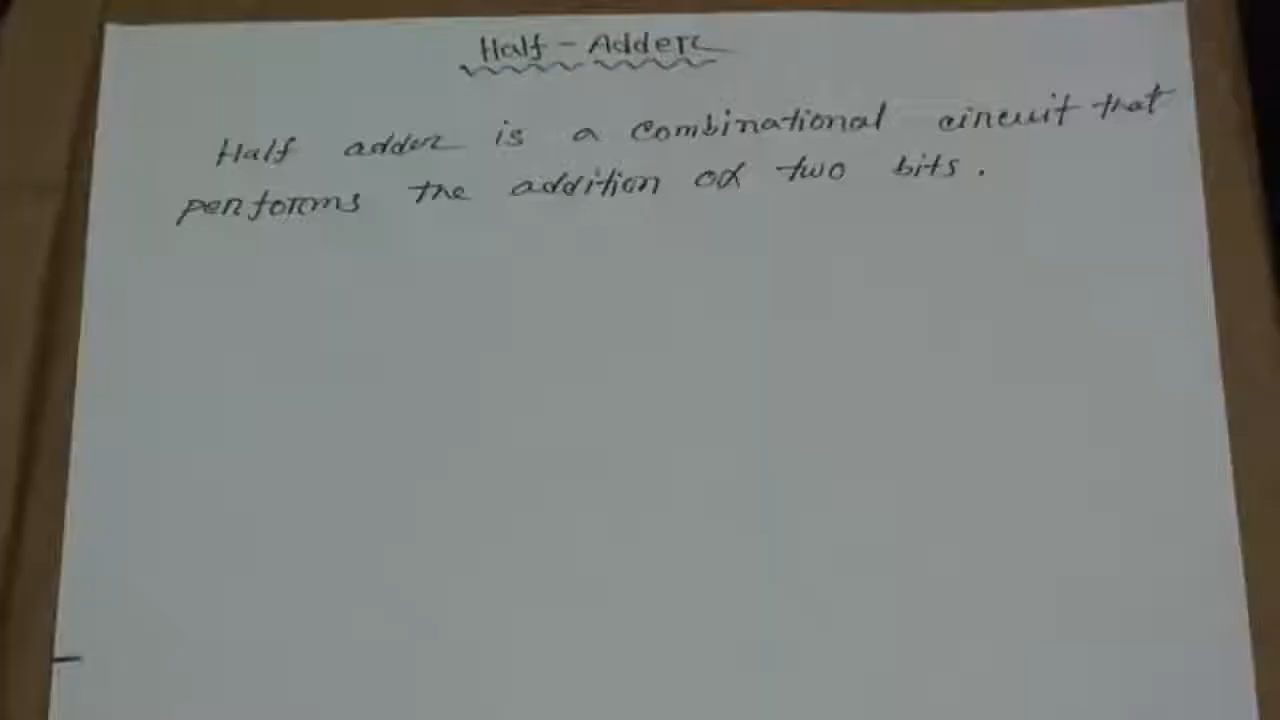 Half - Adder
Half adder is a combinational circuit that
performs the addition of two bits.